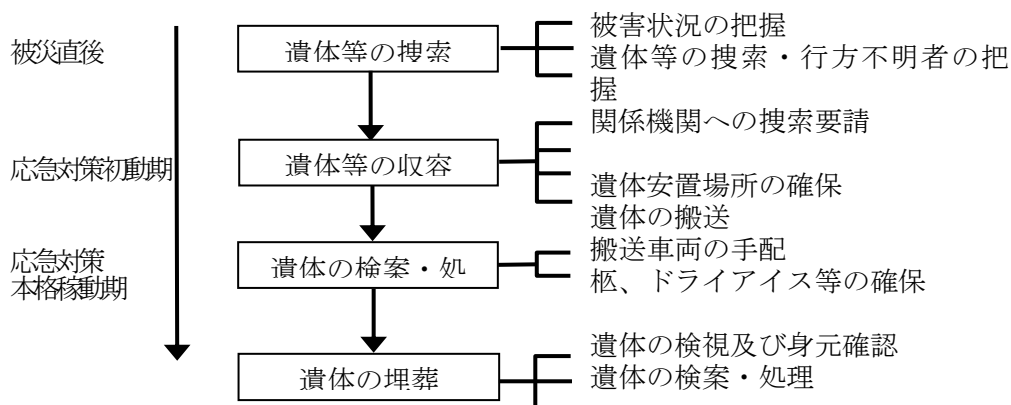 被災直後
応急対策初動期
応急対策
本格稼動期
遺体等の捜索
遺体等の収容
遺体の検案・処
遺体の埋葬
被害状況の把握
遺体等の捜索・行方不明者の把
握
関係機関への捜索要請
遺体安置場所の確保
遺体の搬送
搬送車両の手配
柩、ドライアイス等の確保
遺体の検視及び身元確認
遺体の検案・処理